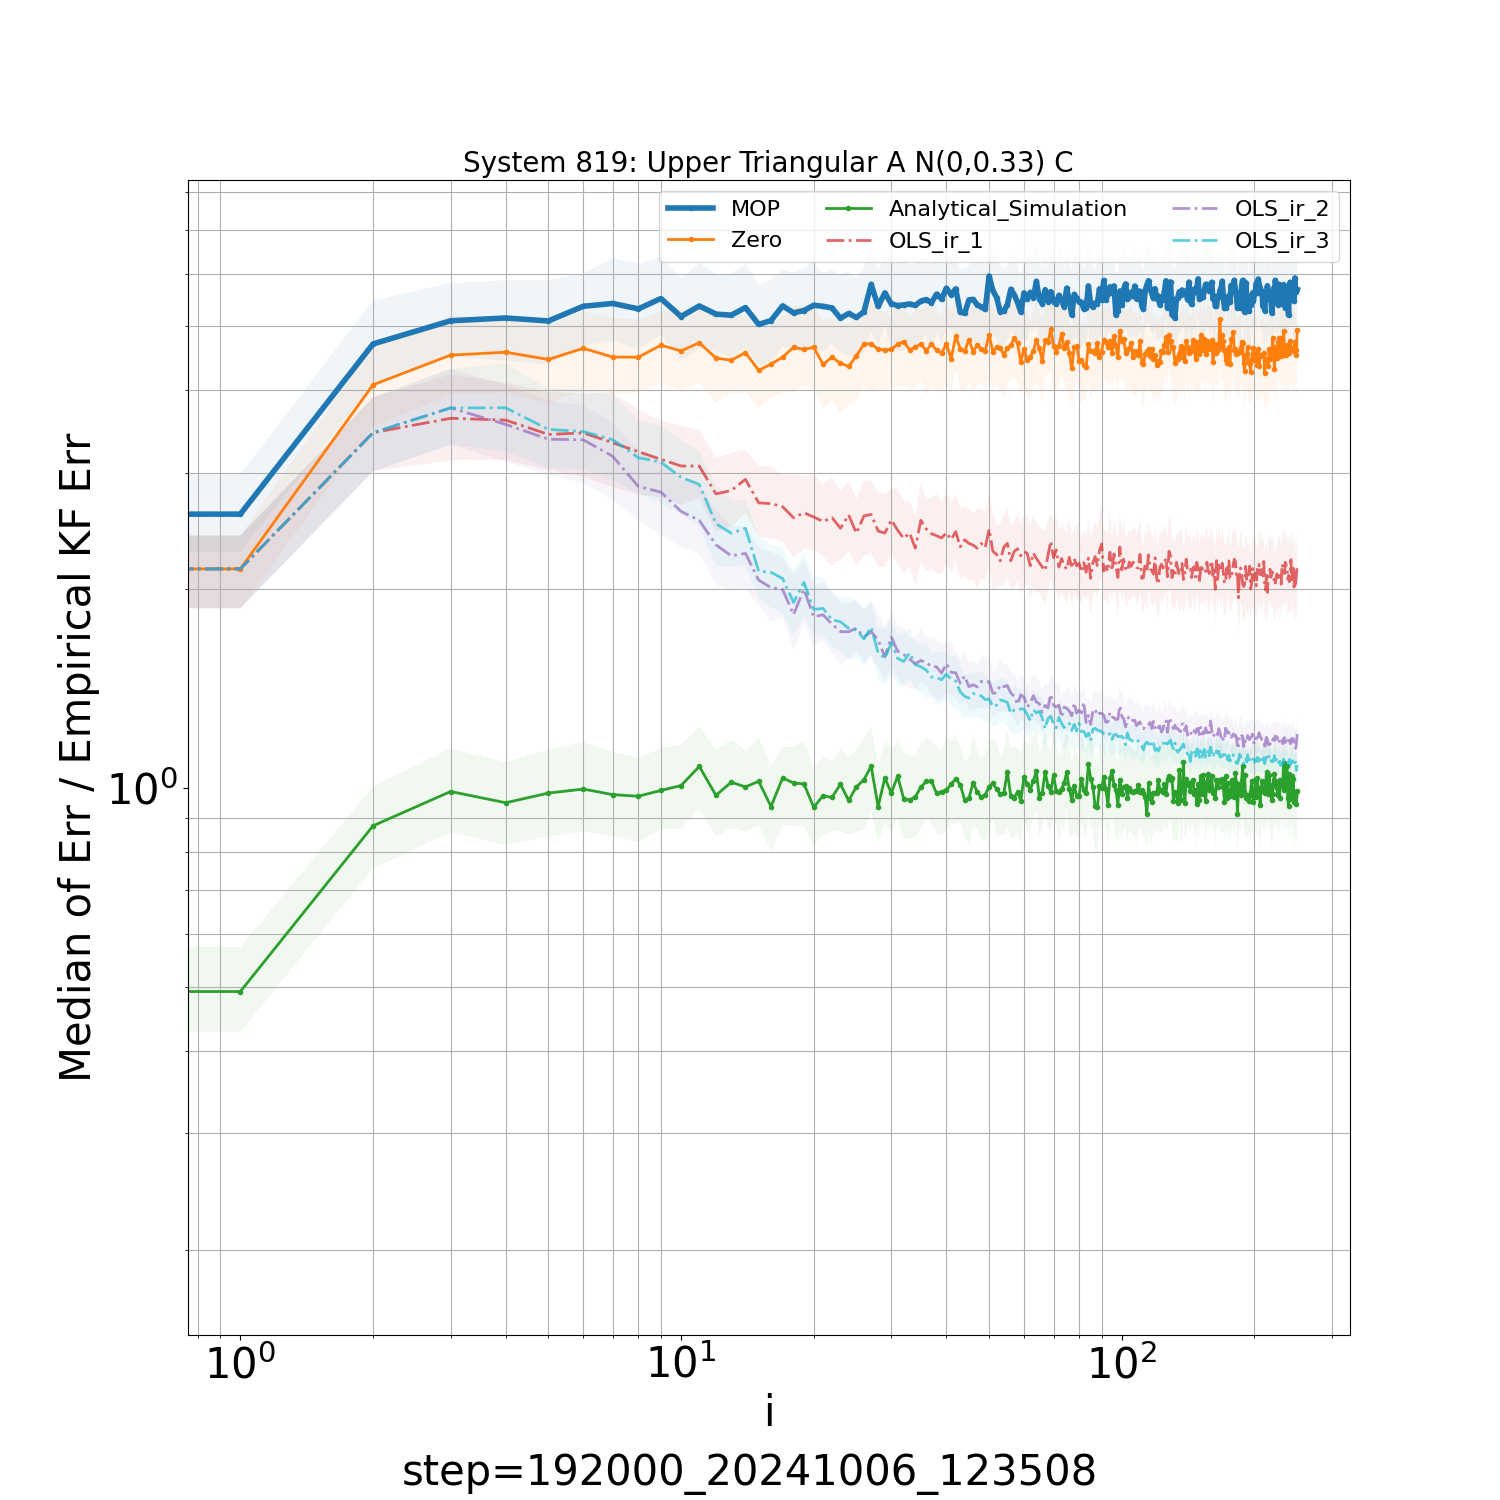 System 819: Upper Triangular A N(0,0.33) C
MOP
Zero
Analytical_Simulation
OLS_ir_1
OLS_ir_2
OLS_ir_3
Median of Err / Empirical KF Err
10⁰
10⁰
10¹
10²
i
step=192000_20241006_123508